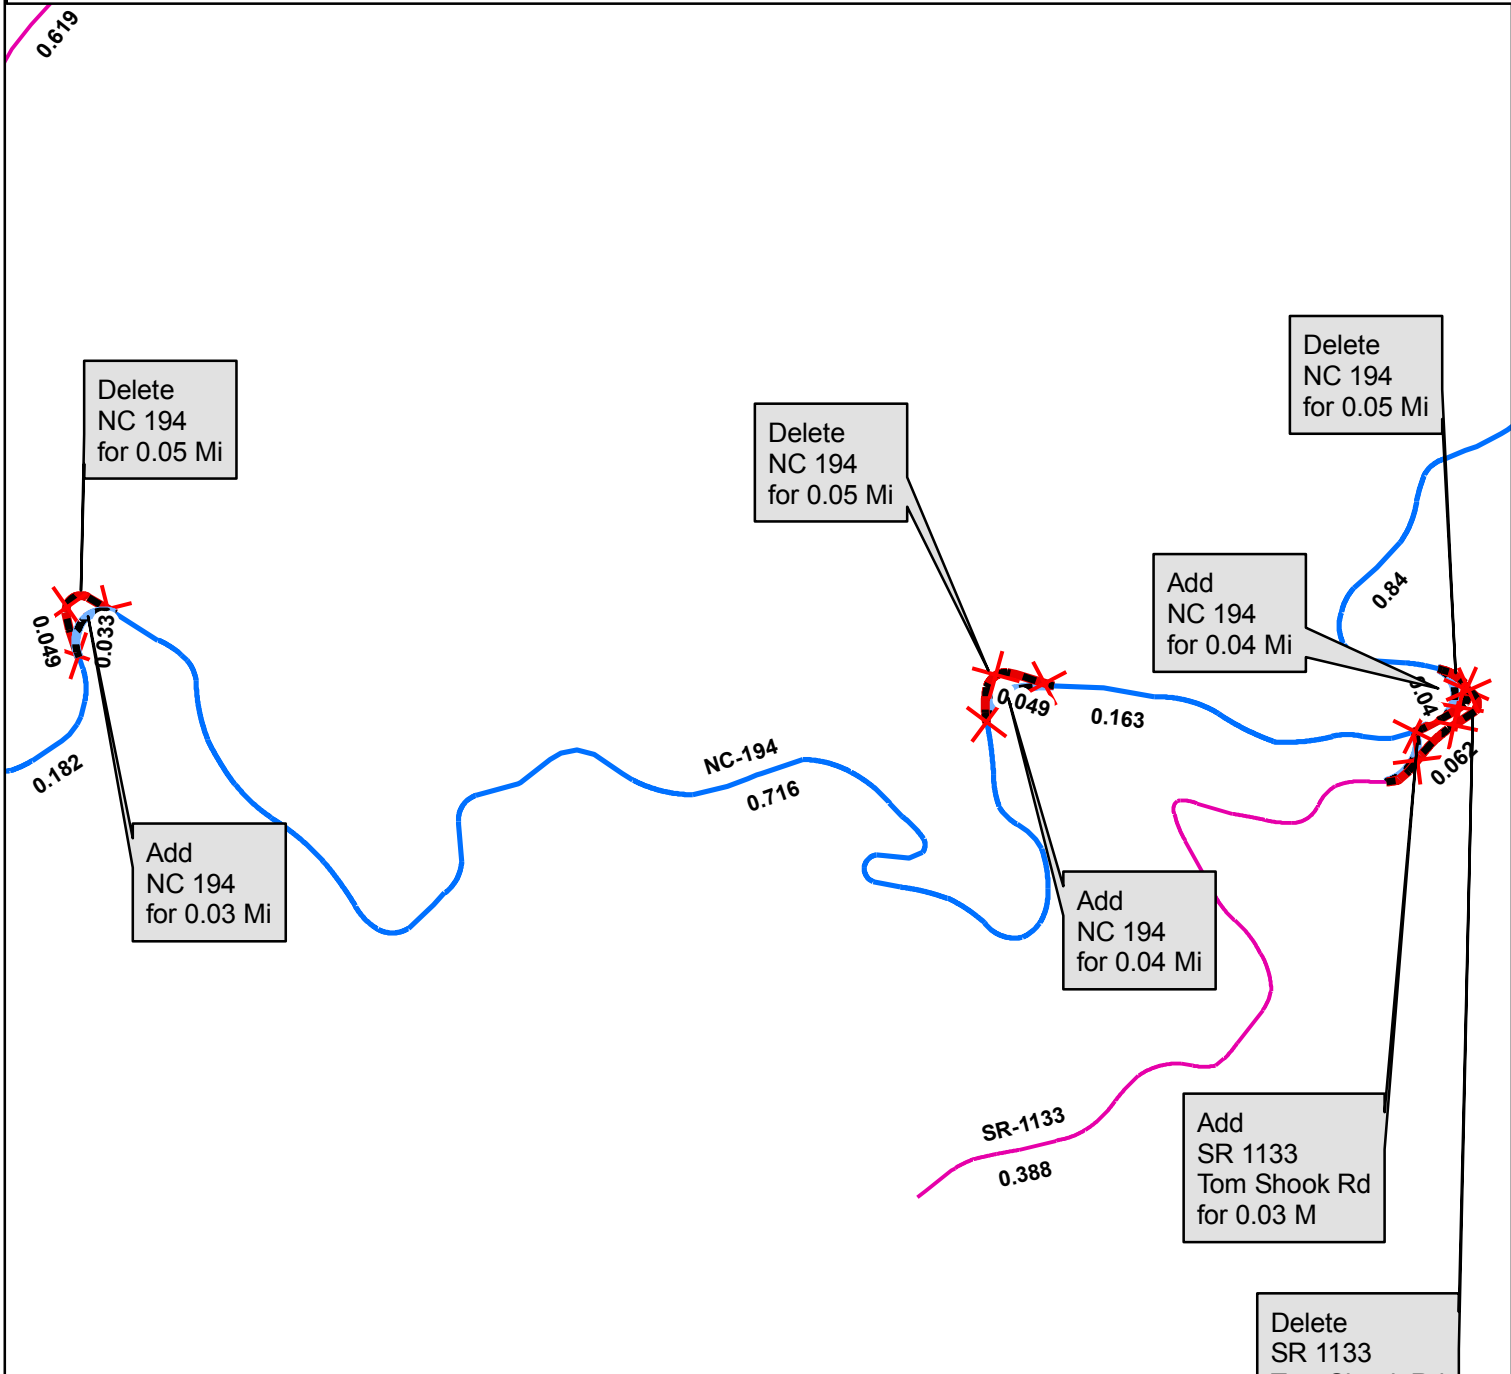 0.619
Delete
NC 194
for 0.05 Mi
Delete
NC 194
for 0.05 Mi
Delete
NC 194
for 0.05 Mi
Add
NC 194
for 0.04 Mi
0.84
0.049
0.033
0.049
0.163
0.04
0.062
0.182
NC-194
0.716
Add
NC 194
for 0.03 Mi
Add
NC 194
for 0.04 Mi
SR-1133
0.388
Add
SR 1133
Tom Shook Rd
for 0.03 M
Delete
SR 1133